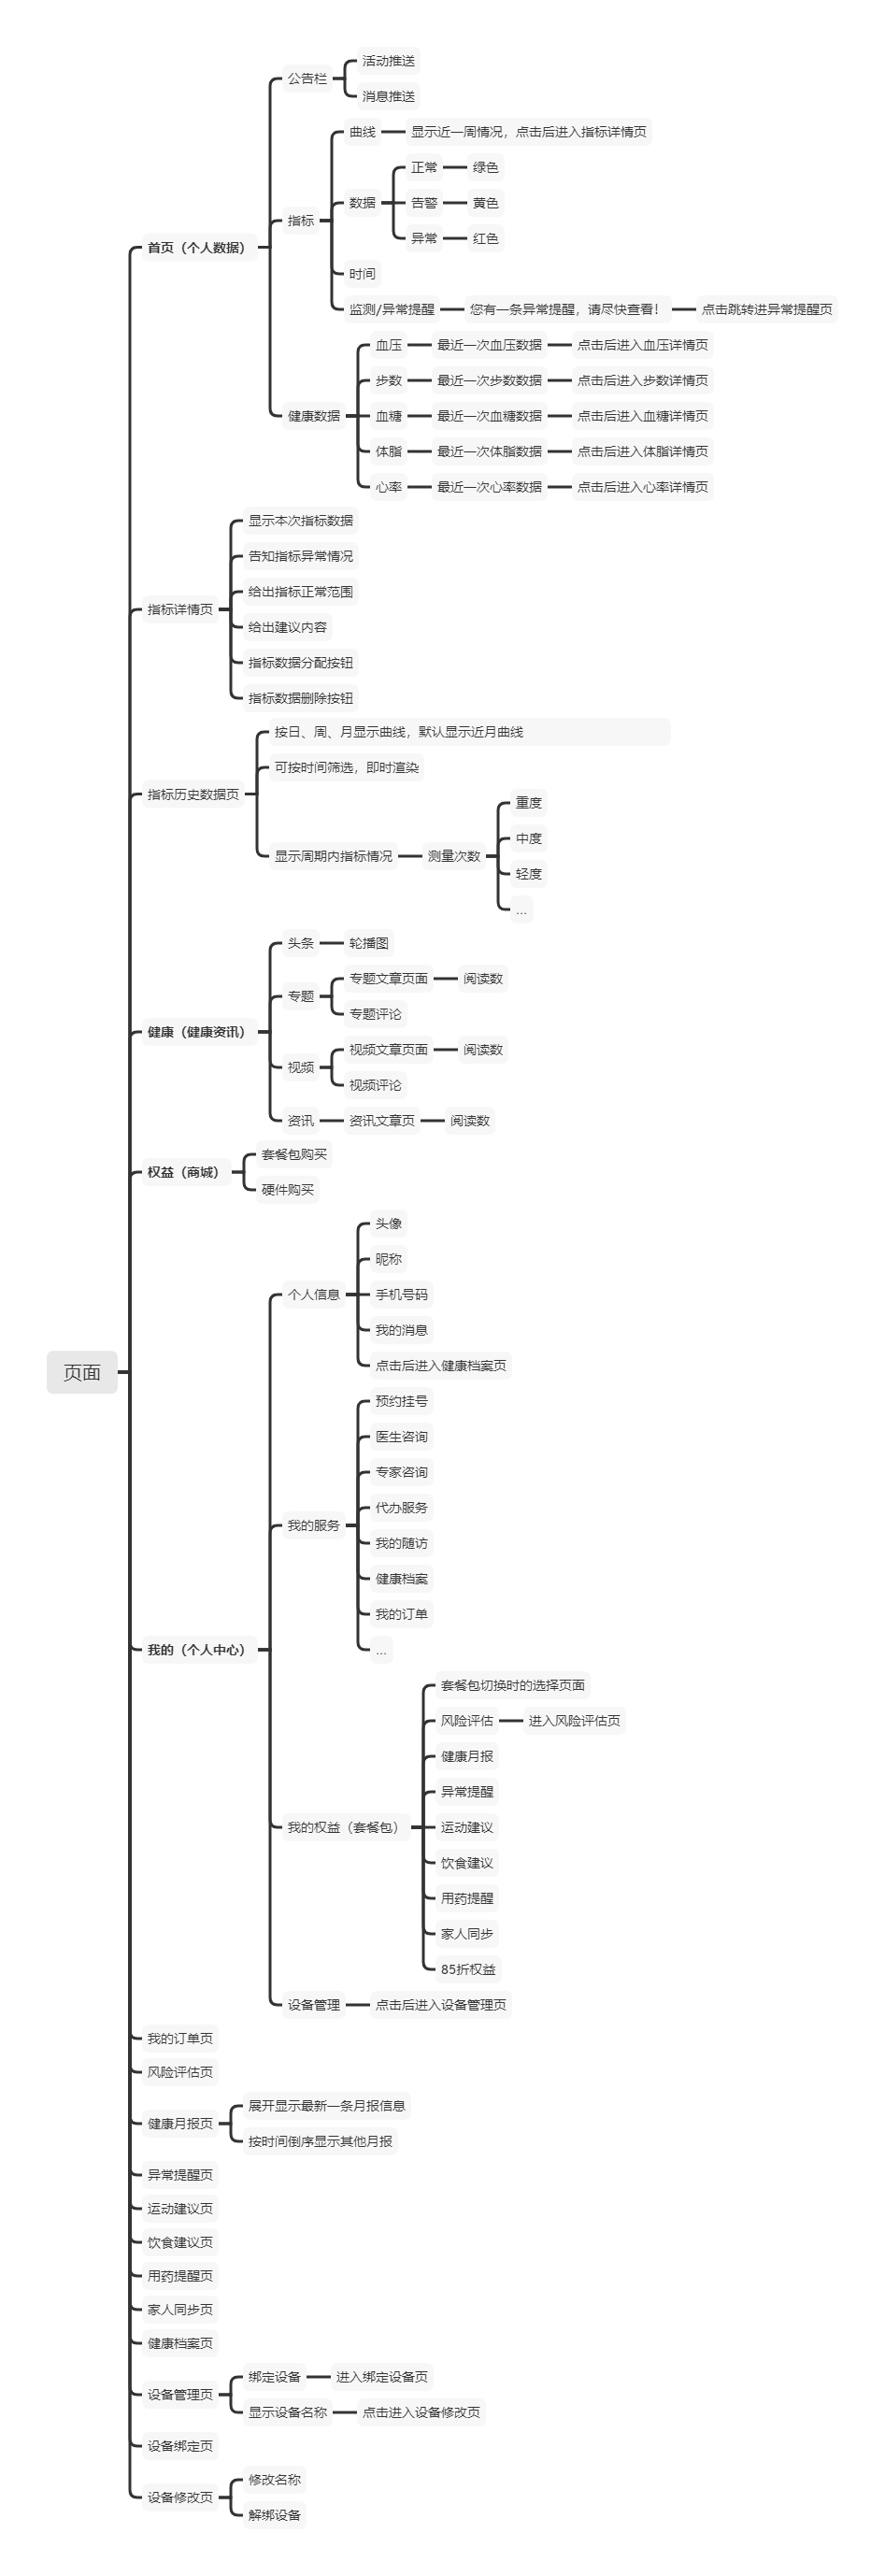 页面
首页（个人数据）
公告栏
活动推送
消息推送
指标
曲线
显示近一周情况，点击后进入指标详情页
数据
正常
绿色
告警
黄色
异常
红色
时间
监测/异常提醒
您有一条异常提醒，请尽快查看！
点击跳转进异常提醒页
健康数据
血压
最近一次血压数据
点击后进入血压详情页
步数
最近一次步数数据
点击后进入步数详情页
血糖
最近一次血糖数据
点击后进入血糖详情页
体脂
最近一次体脂数据
点击后进入体脂详情页
心率
最近一次心率数据
点击后进入心率详情页
指标详情页
显示本次指标数据
告知指标异常情况
给出指标正常范围
给出建议内容
指标数据分配按钮
指标数据删除按钮
指标历史数据页
按日、周、月显示曲线，默认显示近月曲线
可按时间筛选，即时渲染
显示周期内指标情况
测量次数
重度
中度
轻度
...
健康（健康资讯）
头条
轮播图
专题
专题文章页面
阅读数
专题评论
视频
视频文章页面
阅读数
视频评论
资讯
资讯文章页
阅读数
权益（商城）
套餐包购买
硬件购买
我的（个人中心）
个人信息
头像
昵称
手机号码
我的消息
点击后进入健康档案页
我的服务
预约挂号
医生咨询
专家咨询
代办服务
我的随访
健康档案
我的订单
...
我的权益（套餐包）
套餐包切换时的选择页面
风险评估
进入风险评估页
健康月报
异常提醒
运动建议
饮食建议
用药提醒
家人同步
85折权益
设备管理
点击后进入设备管理页
我的订单页
风险评估页
健康月报页
展开显示最新一条月报信息
按时间倒序显示其他月报
异常提醒页
运动建议页
饮食建议页
用药提醒页
家人同步页
健康档案页
设备管理页
绑定设备
进入绑定设备页
显示设备名称
点击进入设备修改页
设备绑定页
设备修改页
修改名称
解绑设备